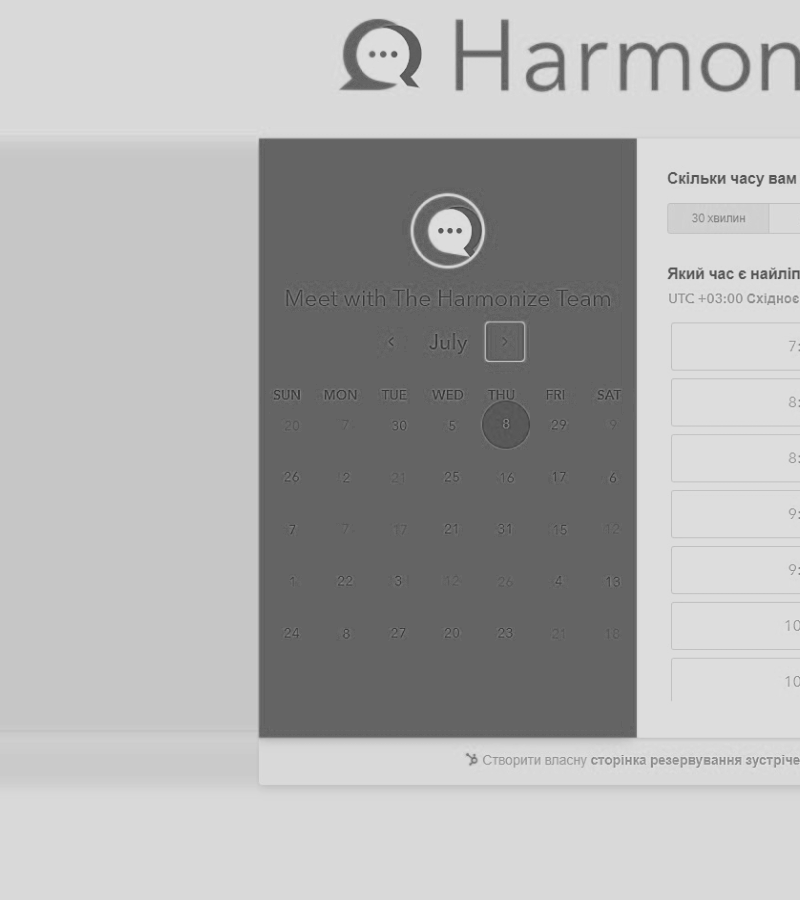 Harmon
Скільки часу вам
30 хвилин
Який час є найліп
UTC +03:00 Східноє
7:
8:
8:
9:
9:
10
10
Meet with The Harmonize Team
July
SUN MON TUE WED THU FRI SAT
20 7 30 5 8 29 9
26 2 21 25 16 17 6
7 7 17 21 31 15 12
1 22 3 12 26 4 13
24 8 27 20 23 21 18
Створити власну сторінка резервування зустріче